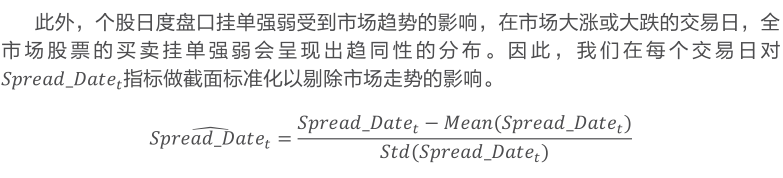 此外，个股日度盘口挂单强弱受到市场趋势的影响，在市场大涨或大跌的交易日，全
市场股票的买卖挂单强弱会呈现出趋同性的分布。因此，我们在每个交易日对
$Spread\_Date_t$指标做截面标准化以剔除市场走势的影响。
$\widehat{Spread\_Date}_t = \frac{Spread\_Date_t - Mean(Spread\_Date_t)}{Std(Spread\_Date_t)}$